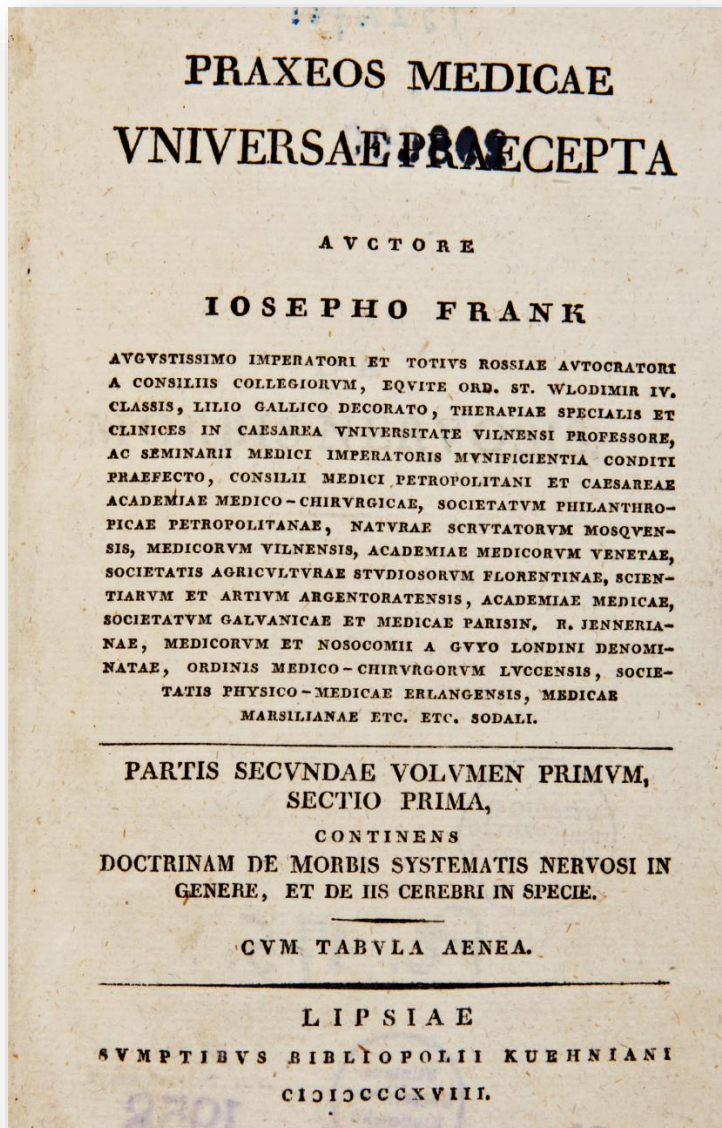 PRAXEOS MEDICAE
VNIVERSAE PRAECEPTA
AVCTORE
IOSEPHO FRANK
AVGVSTISSIMO IMPERATORI ET TOTIVS ROSSIAE AVTOCRATORI
A CONSILIIS COLLEGIORVM, EQVITE ORD. ST. WLODIMIR IV.
CLASSIS, LILIO GALLICO DECORATO, THERAPIAE SPECIALIS ET
CLINICES IN CAESAREA VNIVERSITATE VILNENSI PROFESSORE,
AC SEMINARII MEDICI IMPERATORIS MVNIFICIENTIA CONDITI
PRAEFECTO, CONSILII MEDICI PETROPOLITANI ET CAESAREAE
ACADEMIAE MEDICO-CHIRVRGICAE, SOCIETATVM PHILANTHRO-
PICAE PETROPOLITANAE, NATVRAE SCRVTATORVM MOSQVEN-
SIS, MEDICORVM VILNENSIS, ACADEMIAE MEDICORVM VENETAE,
SOCIETATIS AGRICVLTVRAE STVDIOSORVM FLORENTINAE, SCIEN-
TIARVM ET ARTIVM ARGENTORATENSIS, ACADEMIAE MEDICAE,
SOCIETATVM GALVANICAE ET MEDICAE PARISIN. R. JENNERIA-
NAE, MEDICORVM ET NOSOCOMII A GVYO LONDINI DENOMI-
NATAE, ORDINIS MEDICO-CHIRVRGORVM LVCCENSIS, SOCIE-
TATIS PHYSICO-MEDICAE ERLANGENSIS, MEDICAE
MARSILIANAE ETC. ETC. SODALI.
PARTIS SECVNDAE VOLVMEN PRIMVM,
SECTIO PRIMA,
CONTINENS
DOCTRINAM DE MORBIS SYSTEMATIS NERVOSI IN
GENERE, ET DE IIS CEREBRI IN SPECIE.
CVM TABVLA AENEA.
LIPSIAE
SVMPTIBVS BIBLIOPOLII KUEHNIANI
CIƆIƆCCCXVIII.